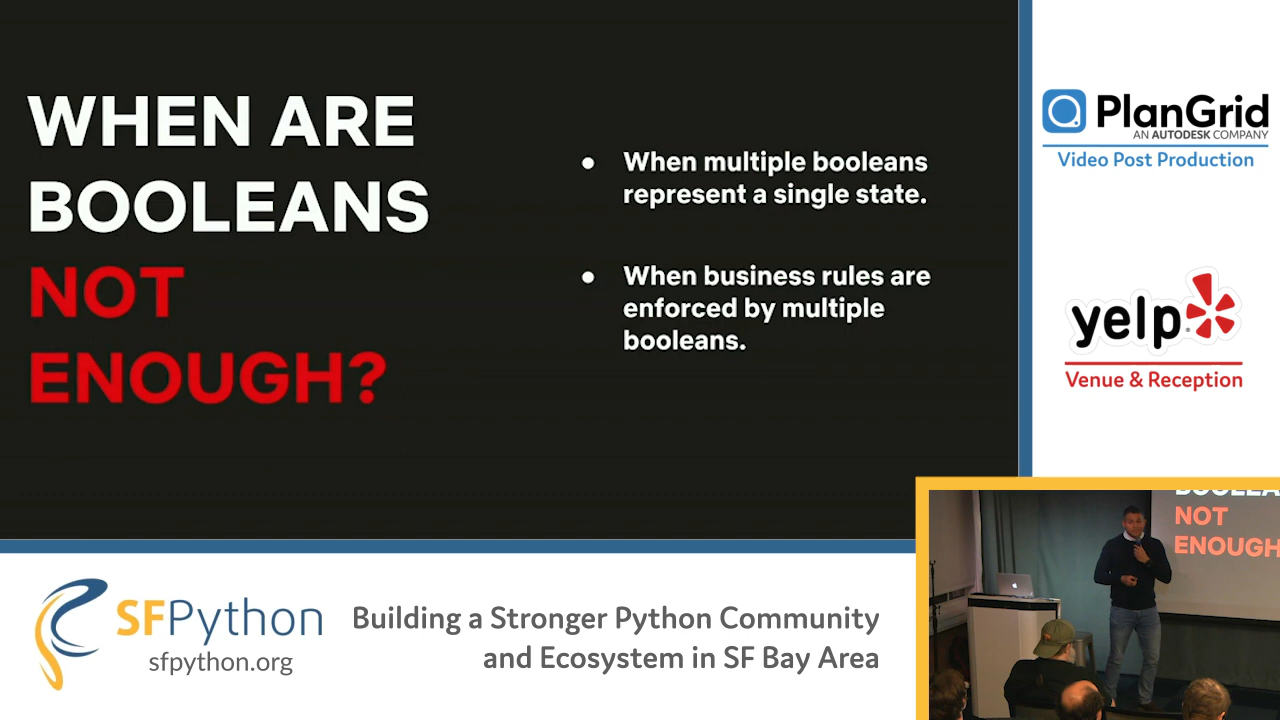 WHEN ARE
BOOLEANS
NOT
ENOUGH?
● When multiple booleans
represent a single state.
● When business rules are
enforced by multiple
booleans.
PlanGrid
AN AUTODESK COMPANY
Video Post Production
yelp
Venue & Reception
NOT
ENOUGH
SFPython
sfpython.org
Building a Stronger Python Community
and Ecosystem in SF Bay Area